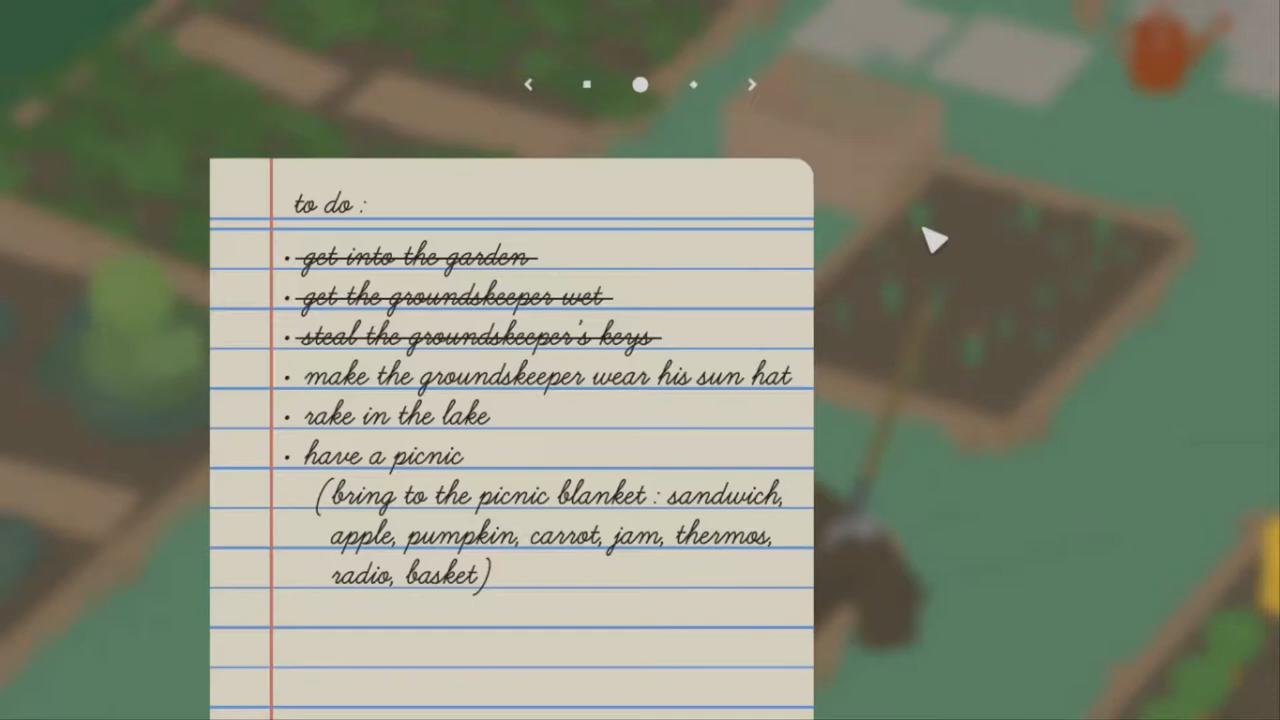 to do :
• get into the garden
• get the groundskeeper wet
• steal the groundskeeper's keys
• make the groundskeeper wear his sun hat
• rake in the lake
• have a picnic
(bring to the picnic blanket : sandwich,
apple, pumpkin, carrot, jam, thermos,
radio, basket)